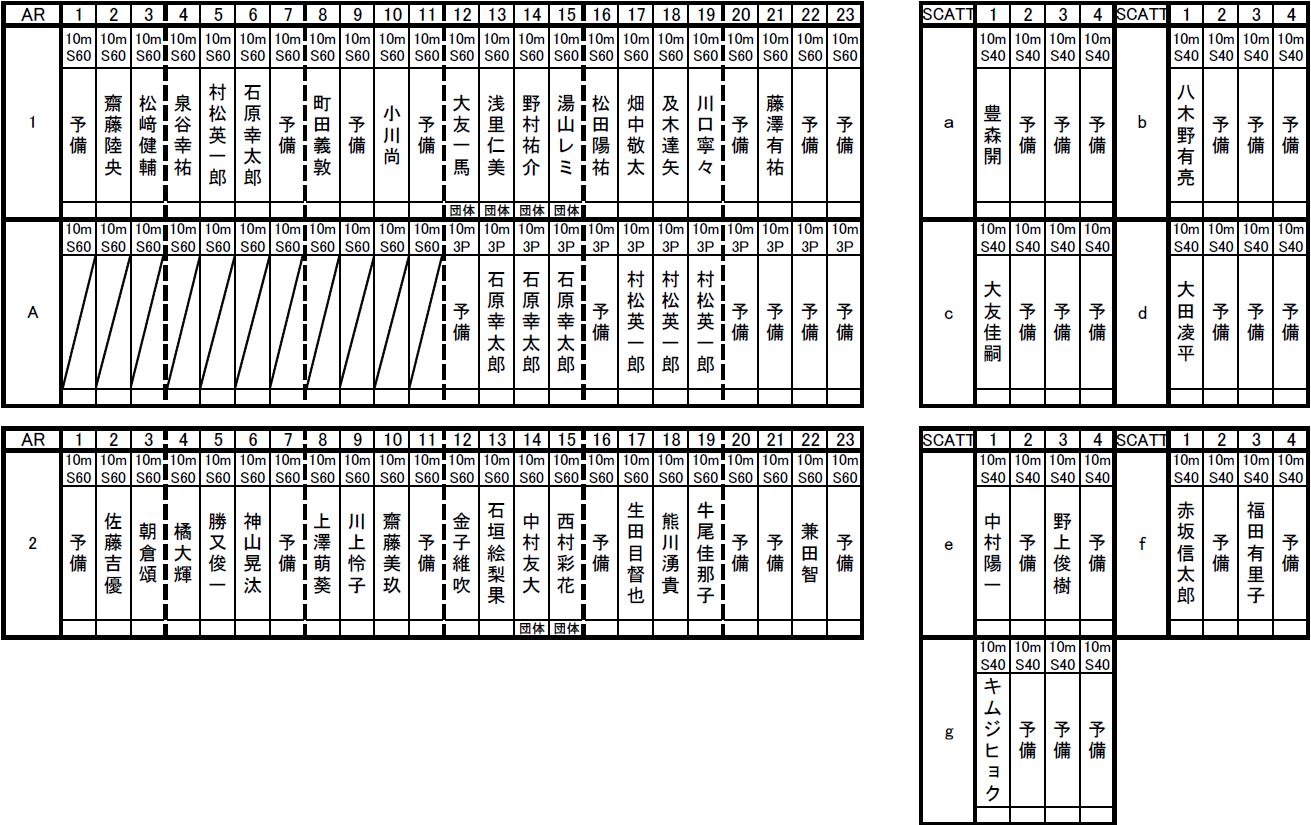 AR 1 2 3 4 5 6 7 8 9 10 11 12 13 14 15 16 17 18 19 20 21 22 23
10m 10m 10m 10m 10m 10m 10m 10m 10m 10m 10m 10m 10m 10m 10m 10m 10m 10m 10m 10m 10m 10m 10m
S60 S60 S60 S60 S60 S60 S60 S60 S60 S60 S60 S60 S60 S60 S60 S60 S60 S60 S60 S60 S60 S60 S60
1 予備 齋藤陸央 松﨑健輔 泉谷幸祐 村松英一郎 石原幸太郎 予備 町田義敦 予備 小川尚 予備 大友一馬 浅里仁美 野村祐介 湯山レミ 松田陽祐 畑中敬太 及木達矢 川口寧々 予備 藤澤有祐 予備 予備
団体 団体 団体 団体
10m 10m 10m 10m 10m 10m 10m 10m 10m 10m 10m 10m 10m 10m 10m 10m 10m 10m 10m 10m 10m 10m 10m
S60 S60 S60 S60 S60 S60 S60 S60 S60 S60 S60 3P 3P 3P 3P 3P 3P 3P 3P 3P 3P 3P 3P
A 予備 石原幸太郎 石原幸太郎 石原幸太郎 予備 村松英一郎 村松英一郎 村松英一郎 予備 予備 予備 予備
AR 1 2 3 4 5 6 7 8 9 10 11 12 13 14 15 16 17 18 19 20 21 22 23
10m 10m 10m 10m 10m 10m 10m 10m 10m 10m 10m 10m 10m 10m 10m 10m 10m 10m 10m 10m 10m 10m 10m
S60 S60 S60 S60 S60 S60 S60 S60 S60 S60 S60 S60 S60 S60 S60 S60 S60 S60 S60 S60 S60 S60 S60
2 予備 佐藤吉優 朝倉頌 橘大輝 勝又俊一 神山晃汰 予備 上澤萌葵 川上怜子 齋藤美玖 予備 金子維吹 石垣絵梨果 中村友大 西村彩花 予備 生田目督也 熊川湧貴 牛尾佳那子 予備 予備 兼田智 予備
団体 団体
SCATT 1 2 3 4 SCATT 1 2 3 4
10m 10m 10m 10m 10m 10m 10m 10m
S40 S40 S40 S40 S40 S40 S40 S40
a 豊森開 予備 予備 予備 b 八木野有亮 予備 予備 予備
10m 10m 10m 10m 10m 10m 10m 10m
S40 S40 S40 S40 S40 S40 S40 S40
c 大友佳嗣 予備 予備 予備 d 大田凌平 予備 予備 予備
SCATT 1 2 3 4 SCATT 1 2 3 4
10m 10m 10m 10m 10m 10m 10m 10m
S40 S40 S40 S40 S40 S40 S40 S40
e 中村陽一 予備 野上俊樹 予備 f 赤坂信太郎 予備 福田有里子 予備
10m 10m 10m 10m
S40 S40 S40 S40
g キムジヒョク 予備 予備 予備